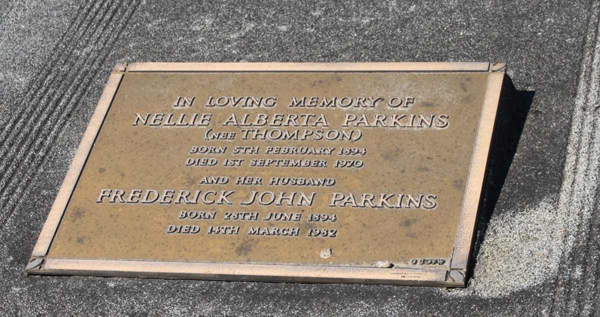 IN LOVING MEMORY OF
NELLIE ALBERTA PARKINS
(NEE THOMPSON)
BORN 5TH FEBRUARY 1894
DIED 1ST SEPTEMBER 1970
AND HER HUSBAND
FREDERICK JOHN PARKINS
BORN 28TH JUNE 1894
DIED 14TH MARCH 1982